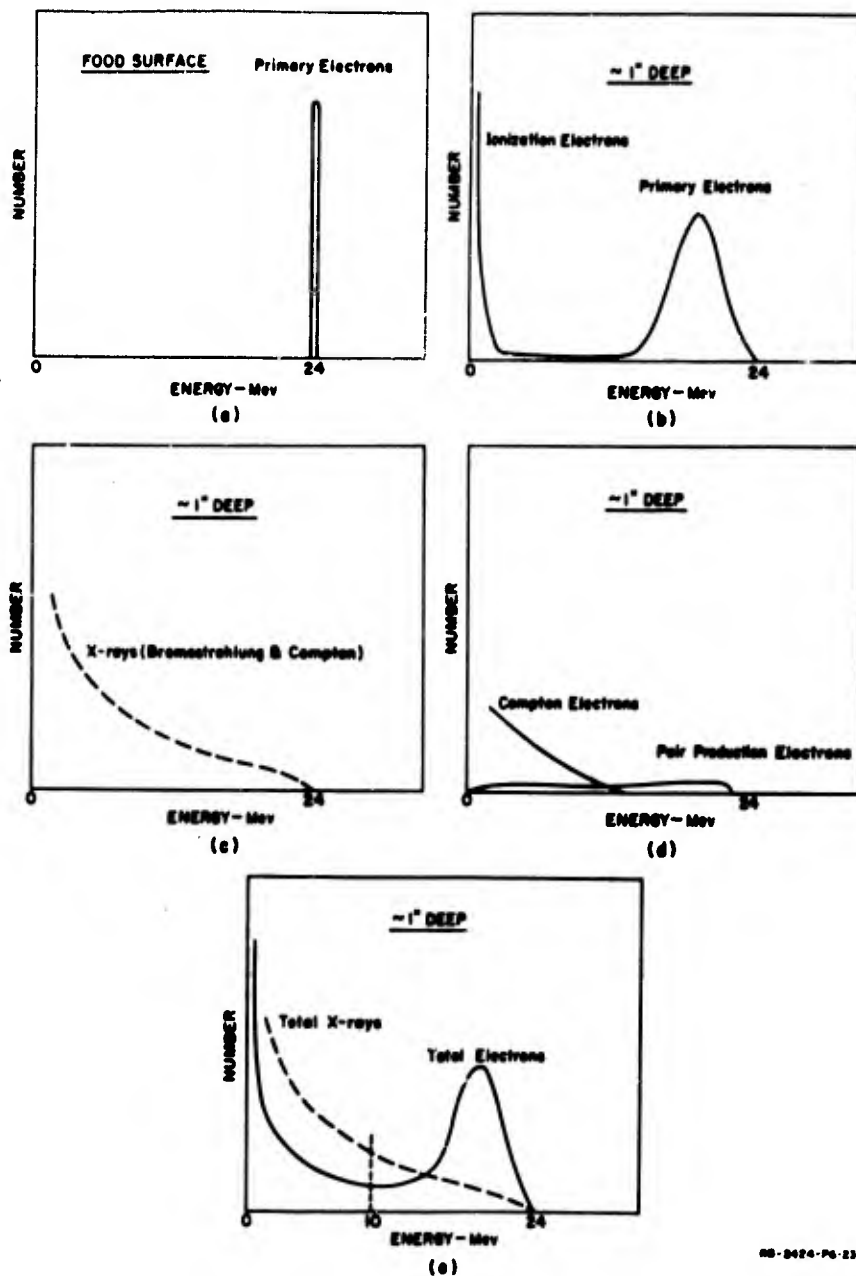 FOOD SURFACE
Primary Electrons
NUMBER
0
24
ENERGY—Mev
(a)
~ 1" DEEP
Ionization Electrons
Primary Electrons
NUMBER
0
24
ENERGY—Mev
(b)
~ 1" DEEP
X-rays (Bremsstrahlung & Compton)
NUMBER
0
24
ENERGY—Mev
(c)
~ 1" DEEP
Compton Electrons
Pair Production Electrons
NUMBER
0
24
ENERGY—Mev
(d)
~ 1" DEEP
Total X-rays
Total Electrons
NUMBER
0
10
24
ENERGY—Mev
(e)